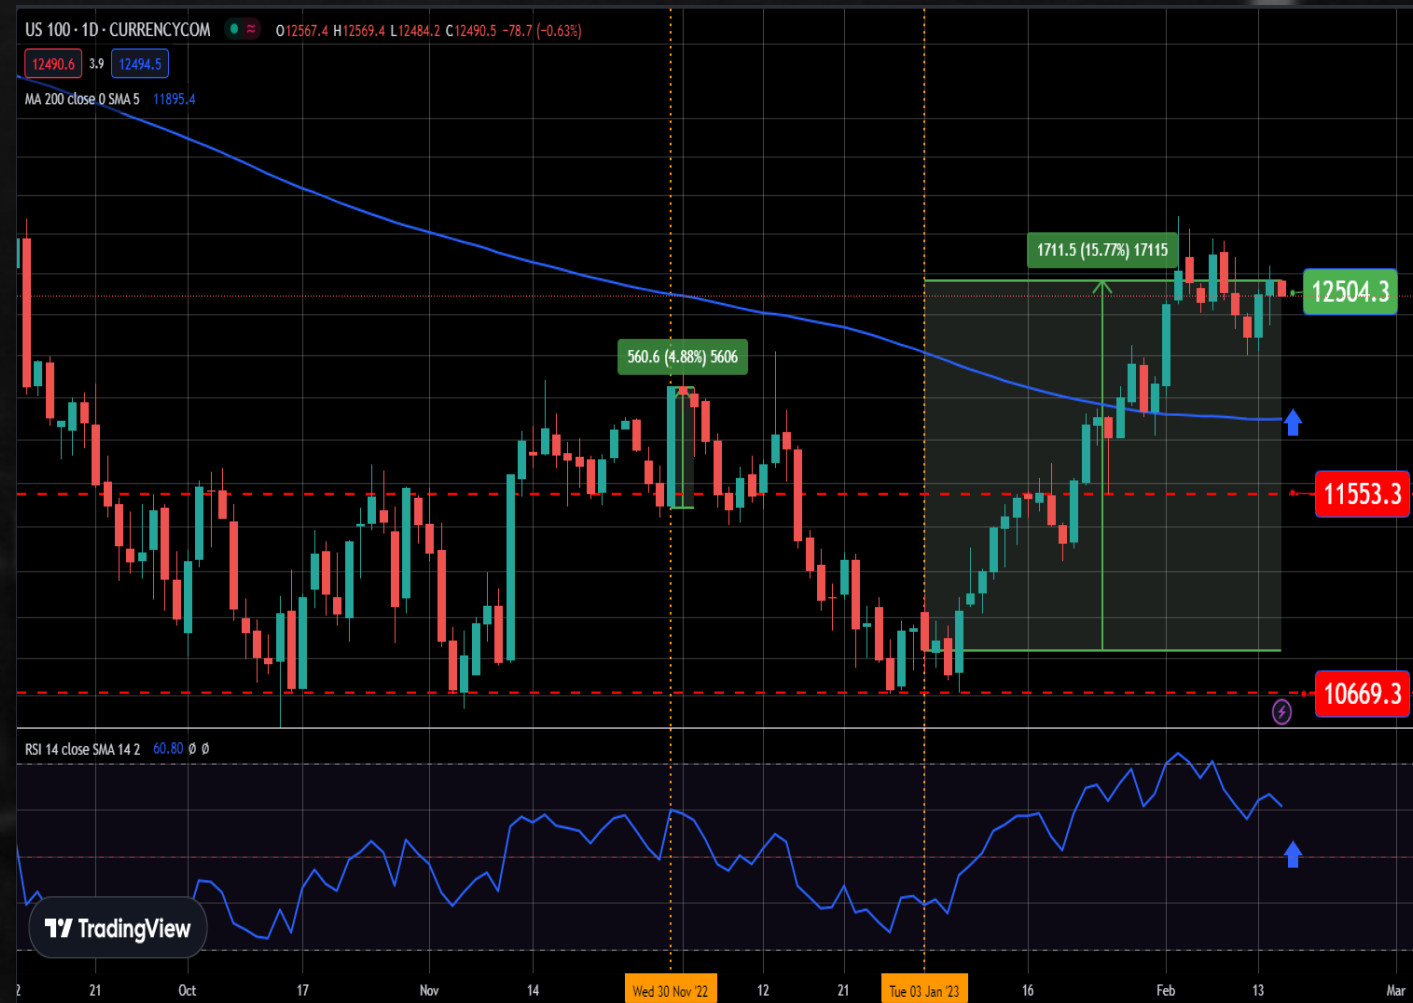 US 100 · 1D · CURRENCYCOM ≈ O12567.4 H12569.4 L12484.2 C12490.5 −78.7 (−0.63%)
12490.6 3.9 12494.5
MA 200 close 0 SMA 5 11895.4
1711.5 (15.77%) 17115
12504.3
560.6 (4.88%) 5606
11553.3
10669.3
RSI 14 close SMA 14 2 60.80 Ø Ø
TradingView
2 21 Oct 17 Nov 14 Wed 30 Nov '22 12 21 Tue 03 Jan '23 16 Feb 13 Mar